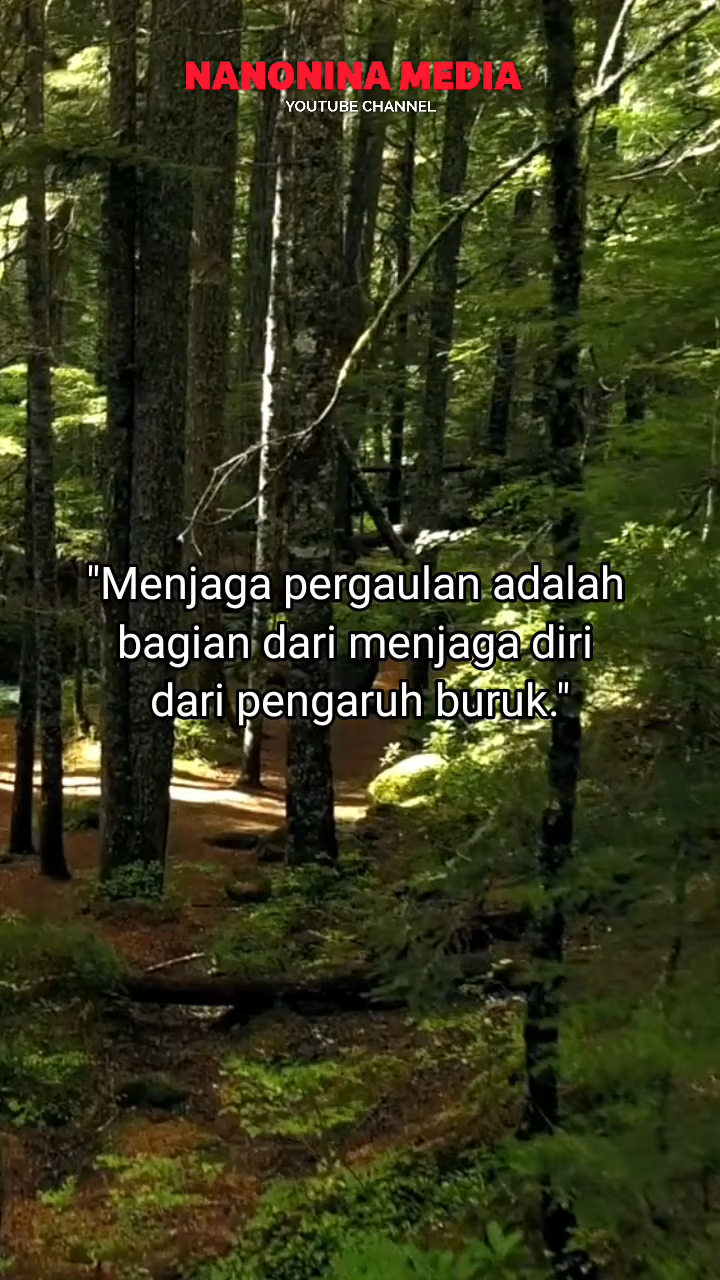 NANONINA MEDIA
YOUTUBE CHANNEL
"Menjaga pergaulan adalah
bagian dari menjaga diri
dari pengaruh buruk."